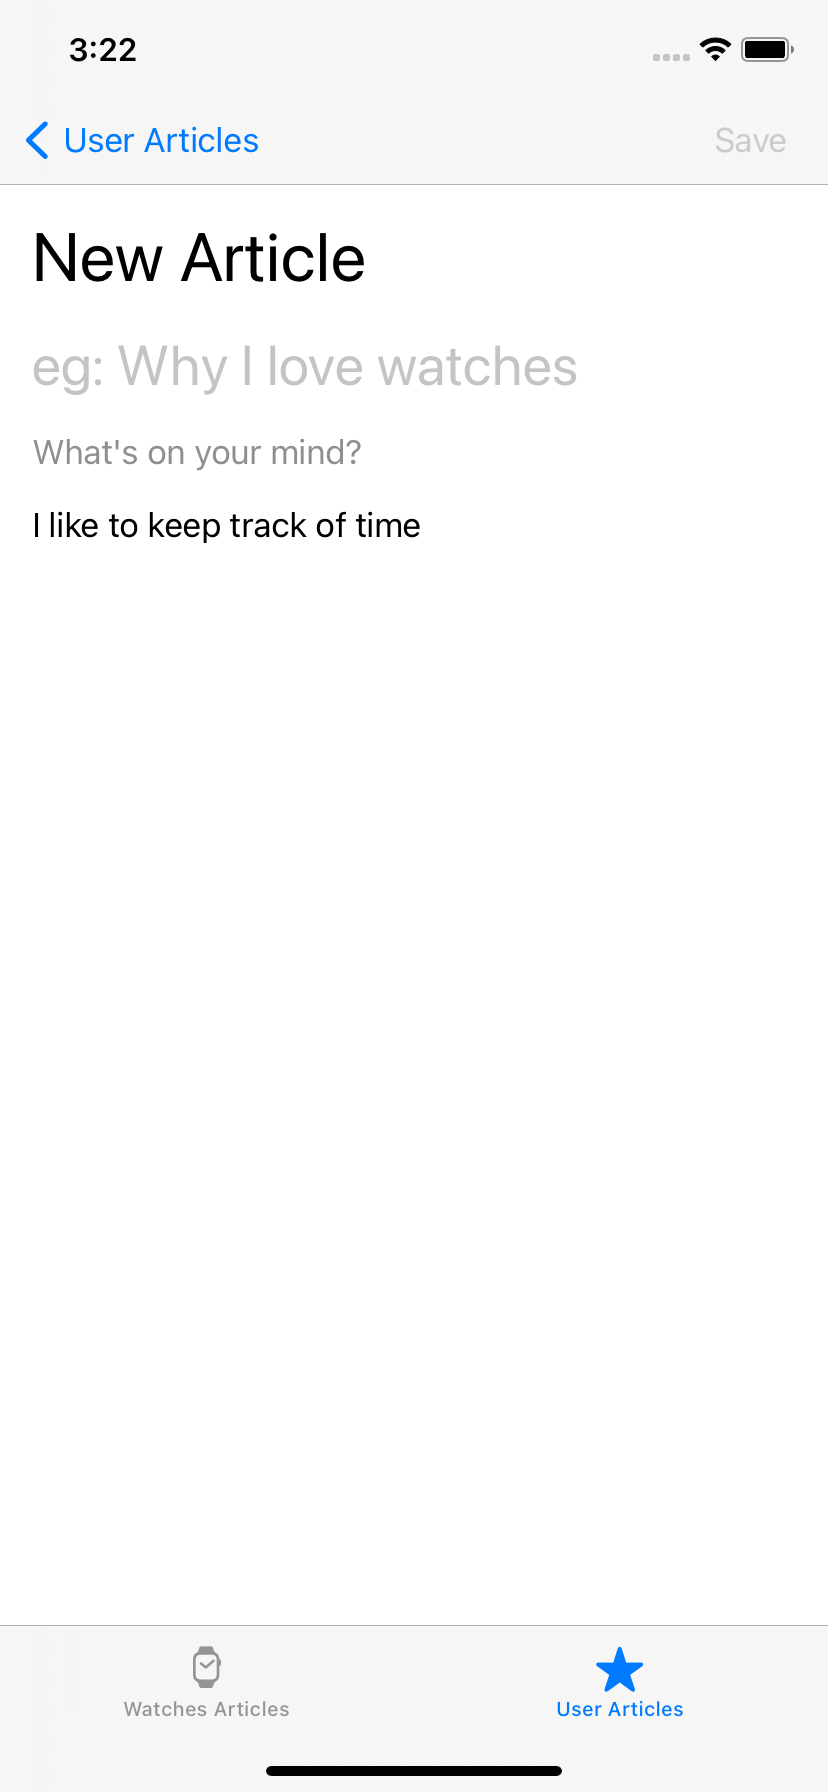 3:22
User Articles
Save
New Article
eg: Why I love watches
What's on your mind?
I like to keep track of time
Watches Articles
User Articles